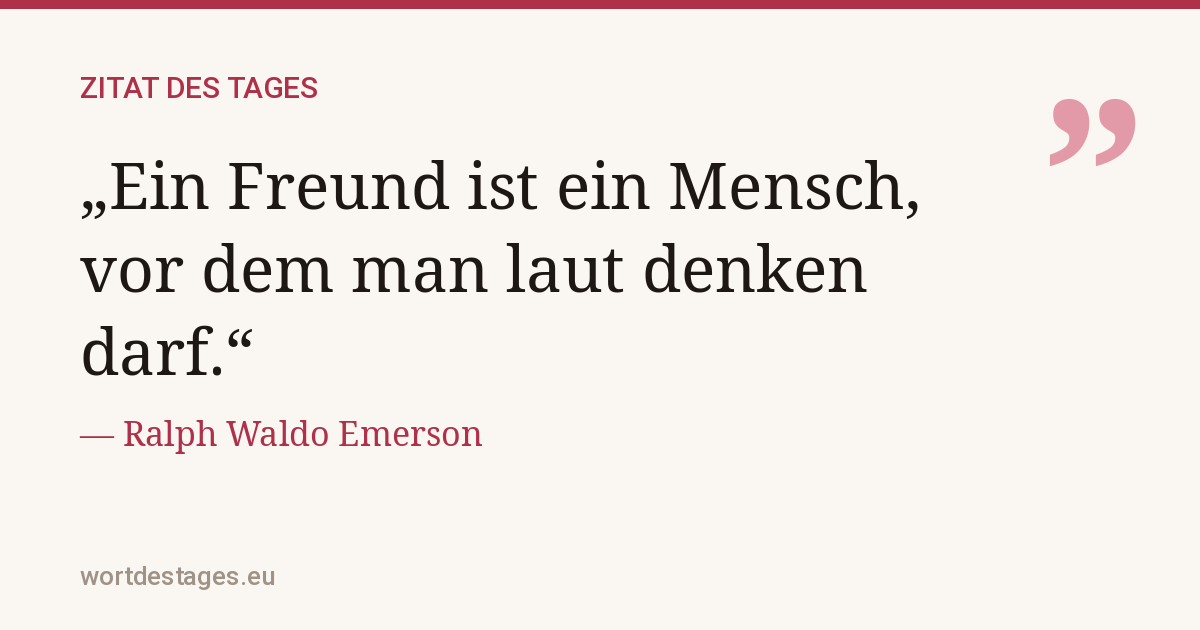 ZITAT DES TAGES
„Ein Freund ist ein Mensch,
vor dem man laut denken
darf.“
— Ralph Waldo Emerson
wortdestages.eu